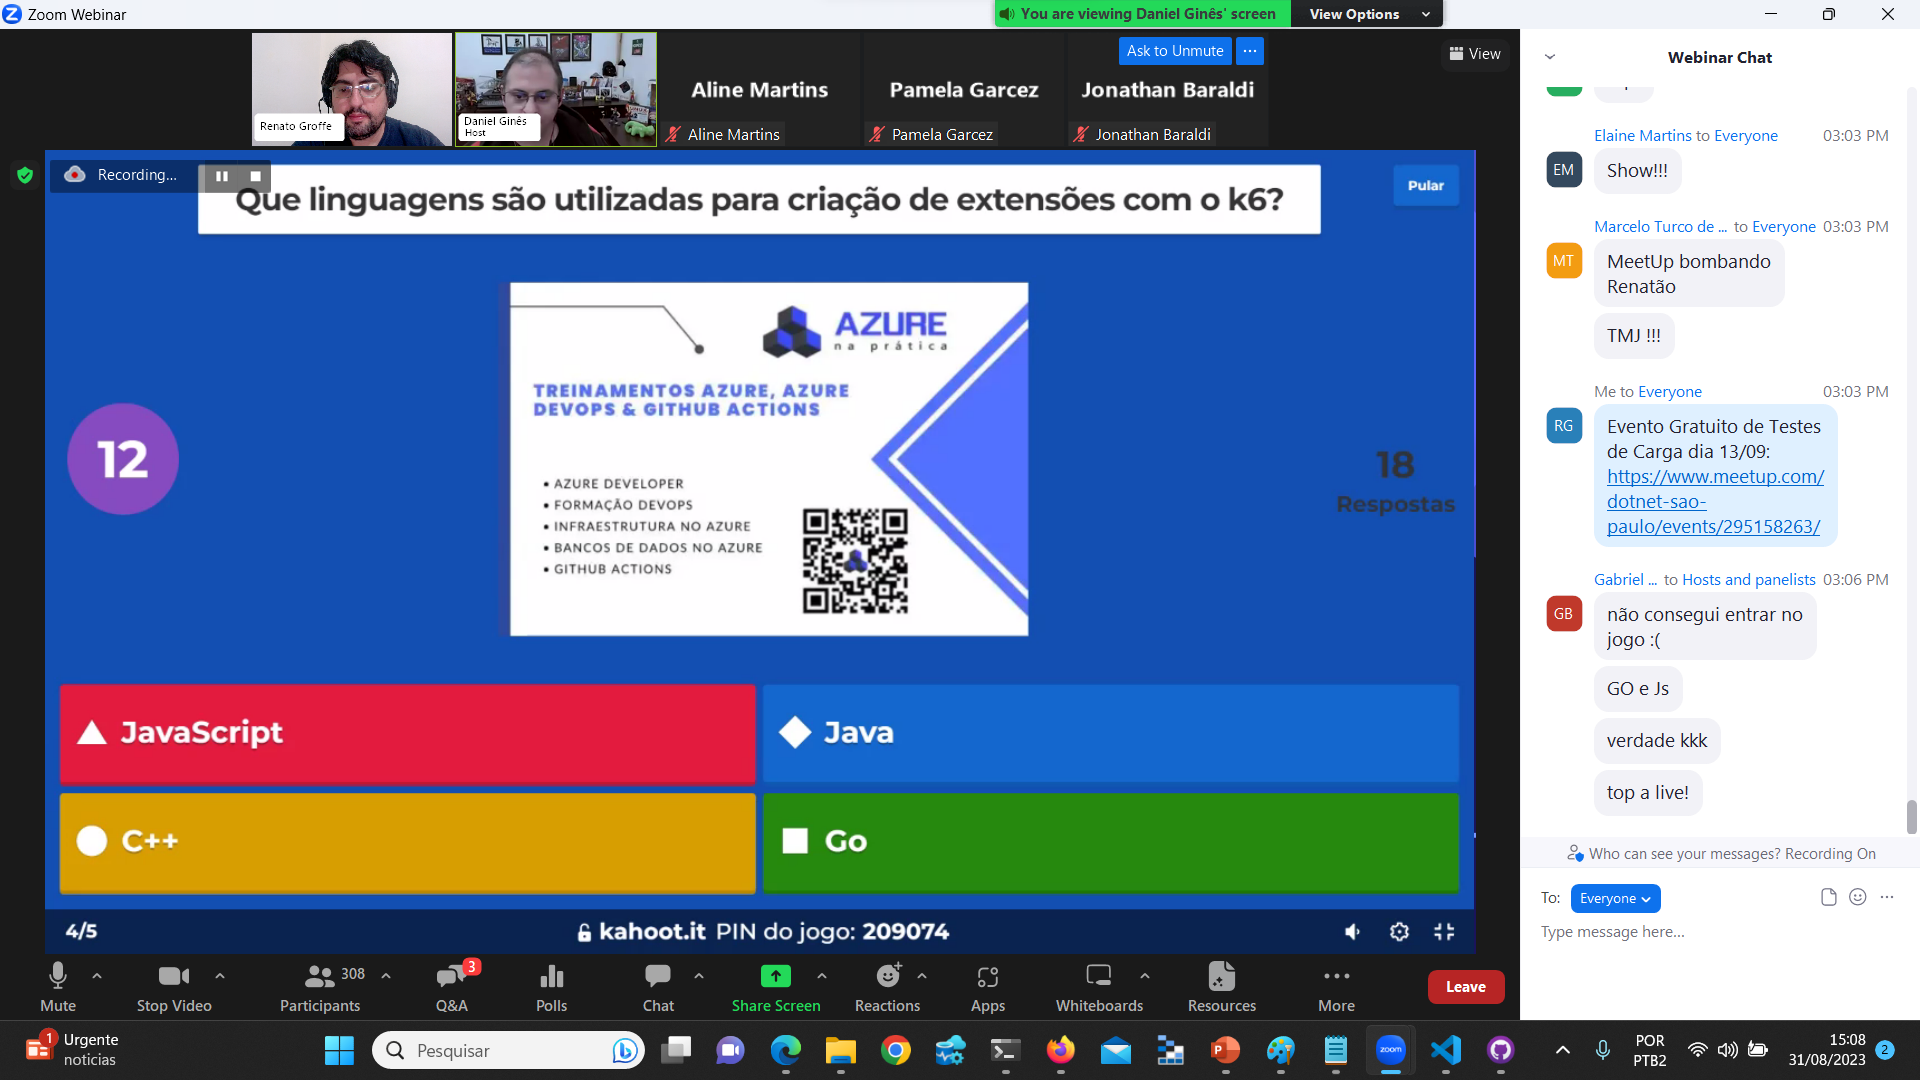 Zoom Webinar
You are viewing Daniel Ginês' screen
View Options
Renato Groffe
Daniel Ginês
Host
Aline Martins
Aline Martins
Pamela Garcez
Pamela Garcez
Ask to Unmute
Jonathan Baraldi
Jonathan Baraldi
View
Recording...
Que linguagens são utilizadas para criação de extensões com o k6?
Pular
12
AZURE
na prática
TREINAMENTOS AZURE, AZURE
DEVOPS & GITHUB ACTIONS
• AZURE DEVELOPER
• FORMAÇÃO DEVOPS
• INFRAESTRUTURA NO AZURE
• BANCOS DE DADOS NO AZURE
• GITHUB ACTIONS
18
Respostas
JavaScript
Java
C++
Go
4/5
kahoot.it PIN do jogo: 209074
Mute
Stop Video
308
Participants
3
Q&A
Polls
Chat
Share Screen
Reactions
Apps
Whiteboards
Resources
More
Leave
Webinar Chat
Elaine Martins to Everyone 03:03 PM
EM
Show!!!
Marcelo Turco de ... to Everyone 03:03 PM
MT
MeetUp bombando
Renatão
TMJ !!!
Me to Everyone 03:03 PM
RG
Evento Gratuito de Testes
de Carga dia 13/09:
https://www.meetup.com/
dotnet-sao-
paulo/events/295158263/
Gabriel ... to Hosts and panelists 03:06 PM
GB
não consegui entrar no
jogo :(
GO e Js
verdade kkk
top a live!
Who can see your messages? Recording On
To: Everyone
Type message here...
1
Urgente
noticias
Pesquisar
zoom
POR
PTB2
15:08
31/08/2023
2